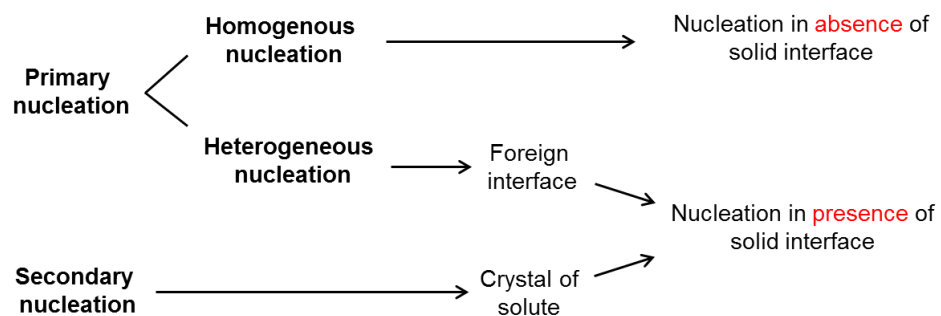 Homogenous
nucleation
Nucleation in absence of
solid interface
Primary
nucleation
Heterogeneous
nucleation
Foreign
interface
Nucleation in presence of
solid interface
Secondary
nucleation
Crystal of
solute